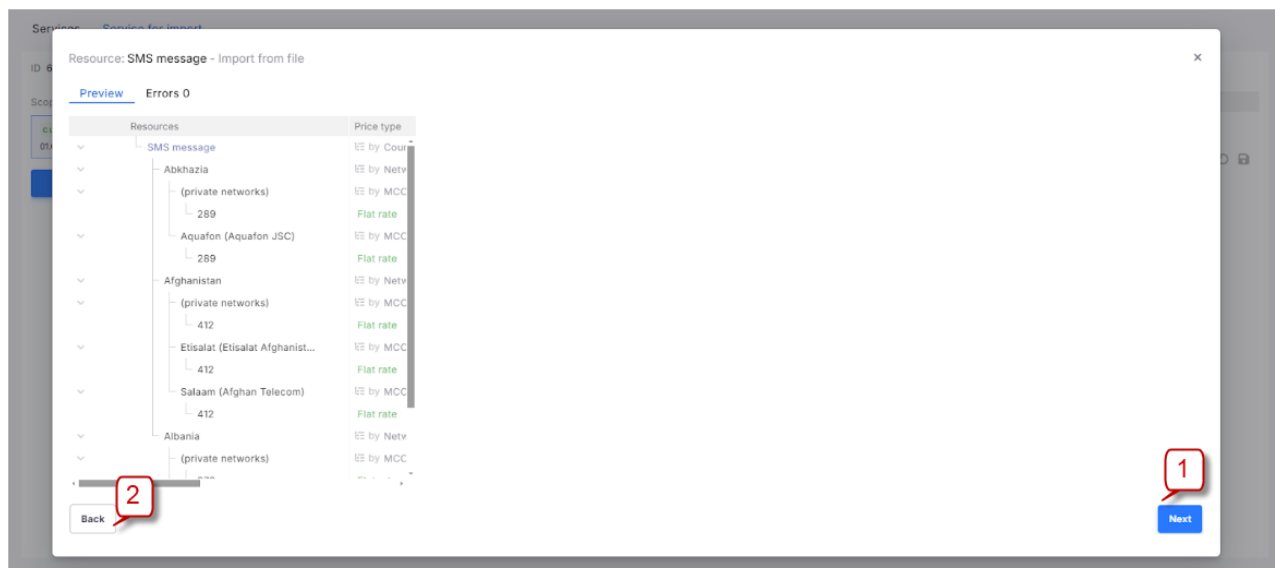 Services Service for import
Resource: SMS message - Import from file
ID 6
Preview Errors 0
Scop
Resources Price type
SMS message by Coun
01.
Abkhazia by Netw
(private networks) by MCC
289 Flat rate
Aquafon (Aquafon JSC) by MCC
289 Flat rate
Afghanistan by Netw
(private networks) by MCC
412 Flat rate
Etisalat (Etisalat Afghanist... by MCC
412 Flat rate
Salaam (Afghan Telecom) by MCC
412 Flat rate
Albania by Netw
(private networks) by MCC
1
2
Back
Next